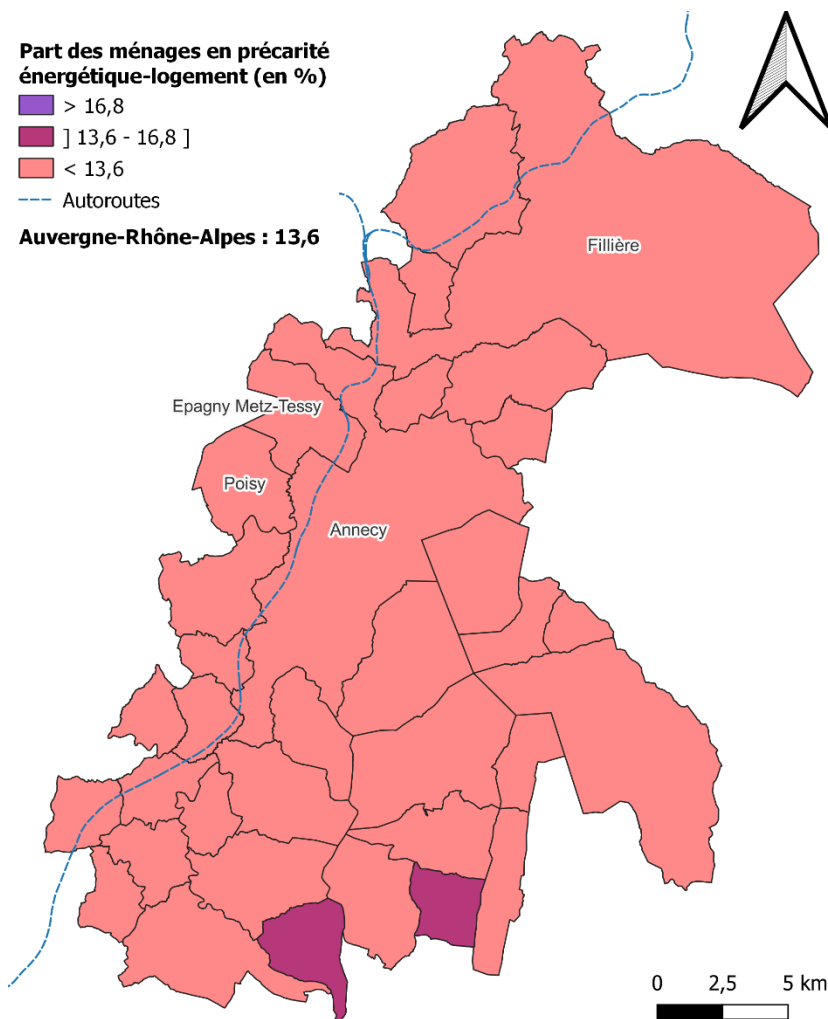 Part des ménages en précarité
énergétique-logement (en %)
> 16,8
] 13,6 - 16,8 ]
< 13,6
Autoroutes
Auvergne-Rhône-Alpes : 13,6
Fillière
Epagny Metz-Tessy
Poisy
Annecy
0 2,5 5 km